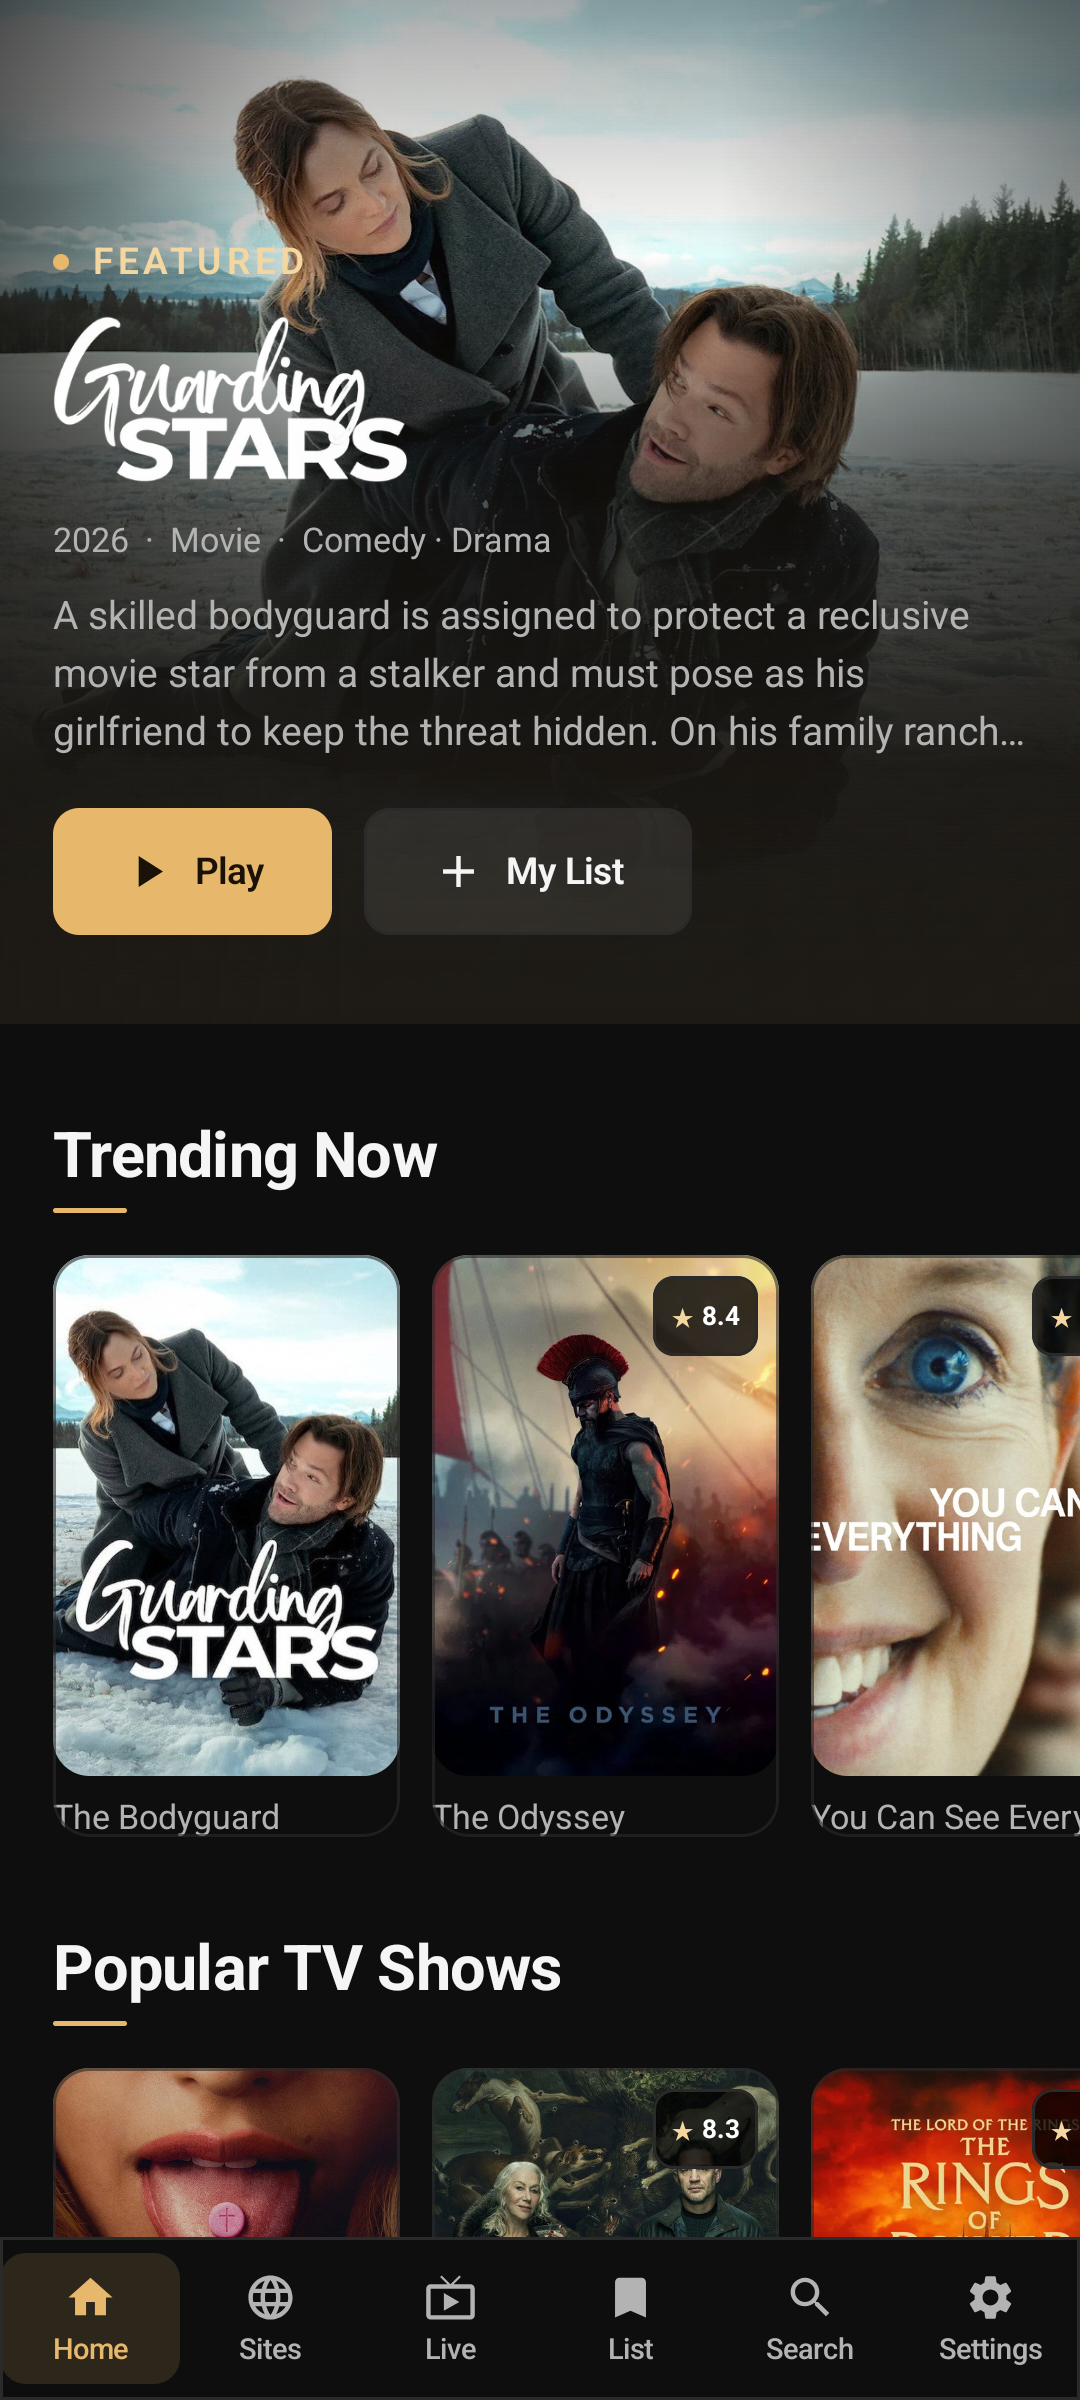 FEATURED
Guarding
STARS
2026 · Movie · Comedy · Drama
A skilled bodyguard is assigned to protect a reclusive
movie star from a stalker and must pose as his
girlfriend to keep the threat hidden. On his family ranch...
Play
My List
Trending Now
Guarding
STARS
8.4
THE ODYSSEY
YOU CAN
EVERYTHING
The Bodyguard
The Odyssey
You Can See Every
Popular TV Shows
8.3
THE LORD OF THE RINGS
THE
RINGS
OF
Home
Sites
Live
List
Search
Settings